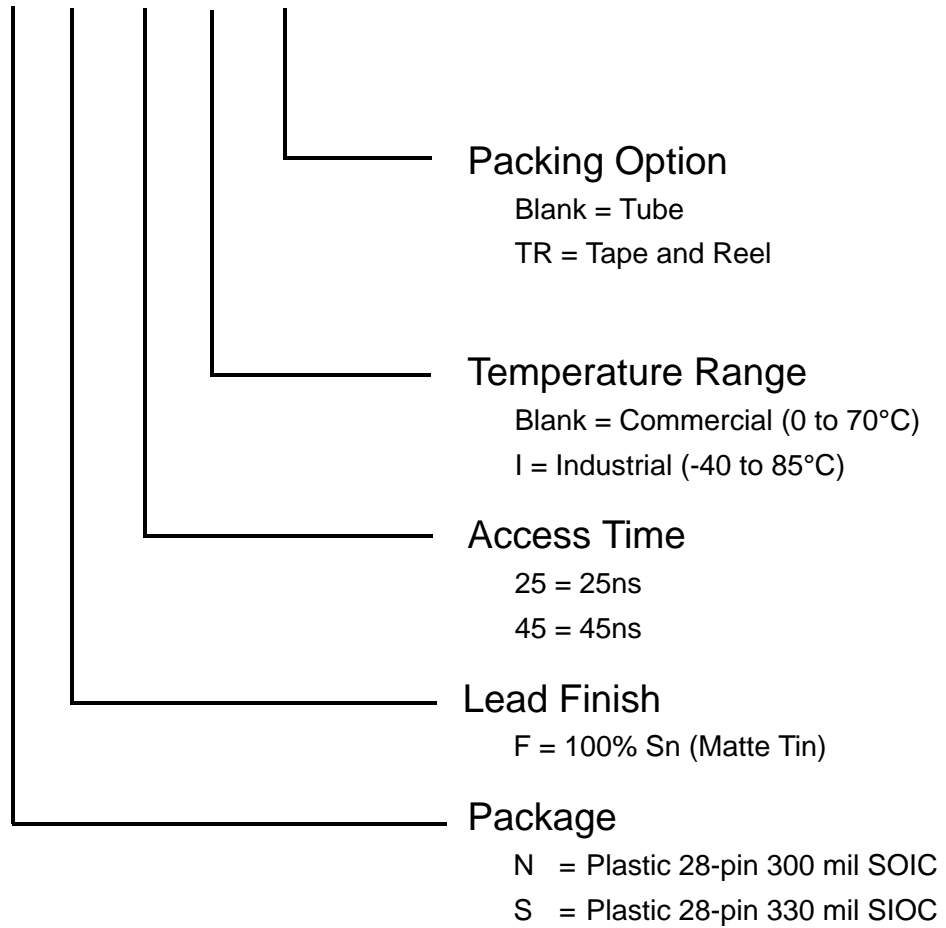 Packing Option
Blank = Tube
TR = Tape and Reel
Temperature Range
Blank = Commercial (0 to 70°C)
I = Industrial (-40 to 85°C)
Access Time
25 = 25ns
45 = 45ns
Lead Finish
F = 100% Sn (Matte Tin)
Package
N = Plastic 28-pin 300 mil SOIC
S = Plastic 28-pin 330 mil SIOC